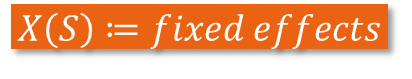 X(S) ≔ fixed effects